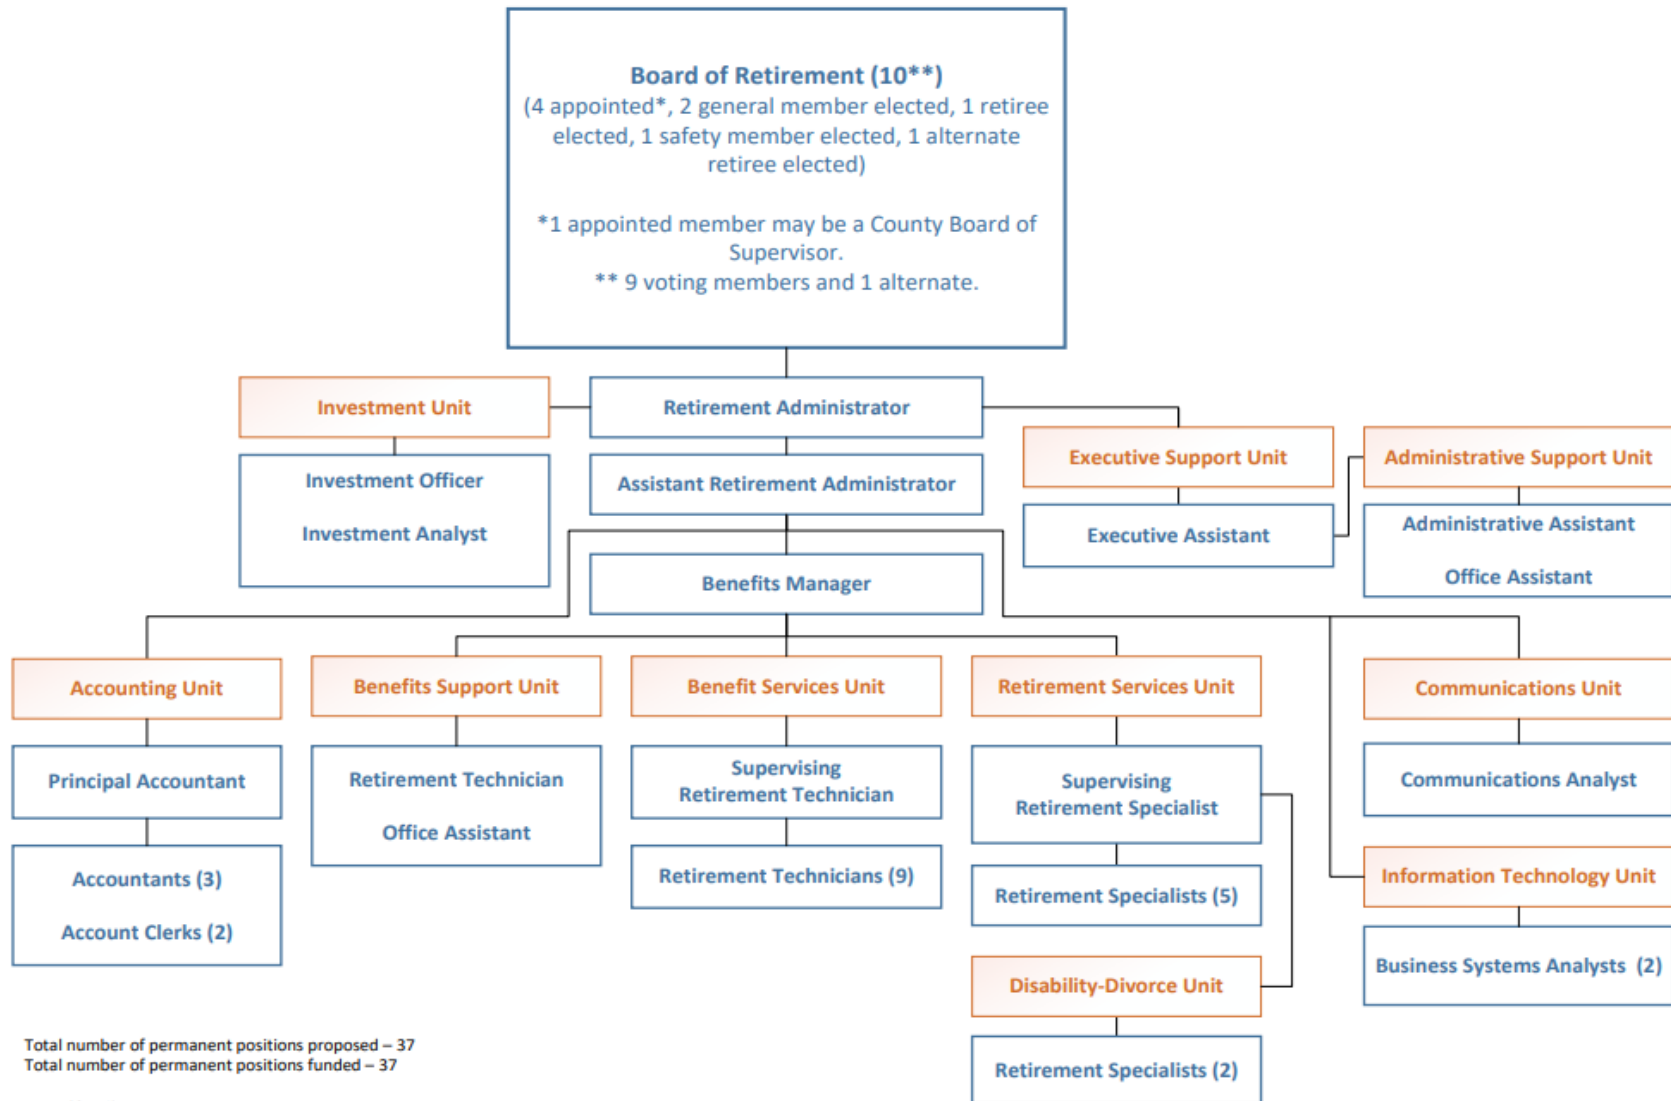 Board of Retirement (10**)
(4 appointed*, 2 general member elected, 1 retiree
elected, 1 safety member elected, 1 alternate
retiree elected)
*1 appointed member may be a County Board of
Supervisor.
** 9 voting members and 1 alternate.
Investment Unit
Retirement Administrator
Executive Support Unit
Administrative Support Unit
Investment Officer
Investment Analyst
Assistant Retirement Administrator
Executive Assistant
Administrative Assistant
Office Assistant
Benefits Manager
Accounting Unit
Benefits Support Unit
Benefit Services Unit
Retirement Services Unit
Communications Unit
Principal Accountant
Retirement Technician
Office Assistant
Supervising
Retirement Technician
Supervising
Retirement Specialist
Communications Analyst
Accountants (3)
Account Clerks (2)
Retirement Technicians (9)
Retirement Specialists (5)
Information Technology Unit
Business Systems Analysts (2)
Disability-Divorce Unit
Retirement Specialists (2)
Total number of permanent positions proposed – 37
Total number of permanent positions funded – 37